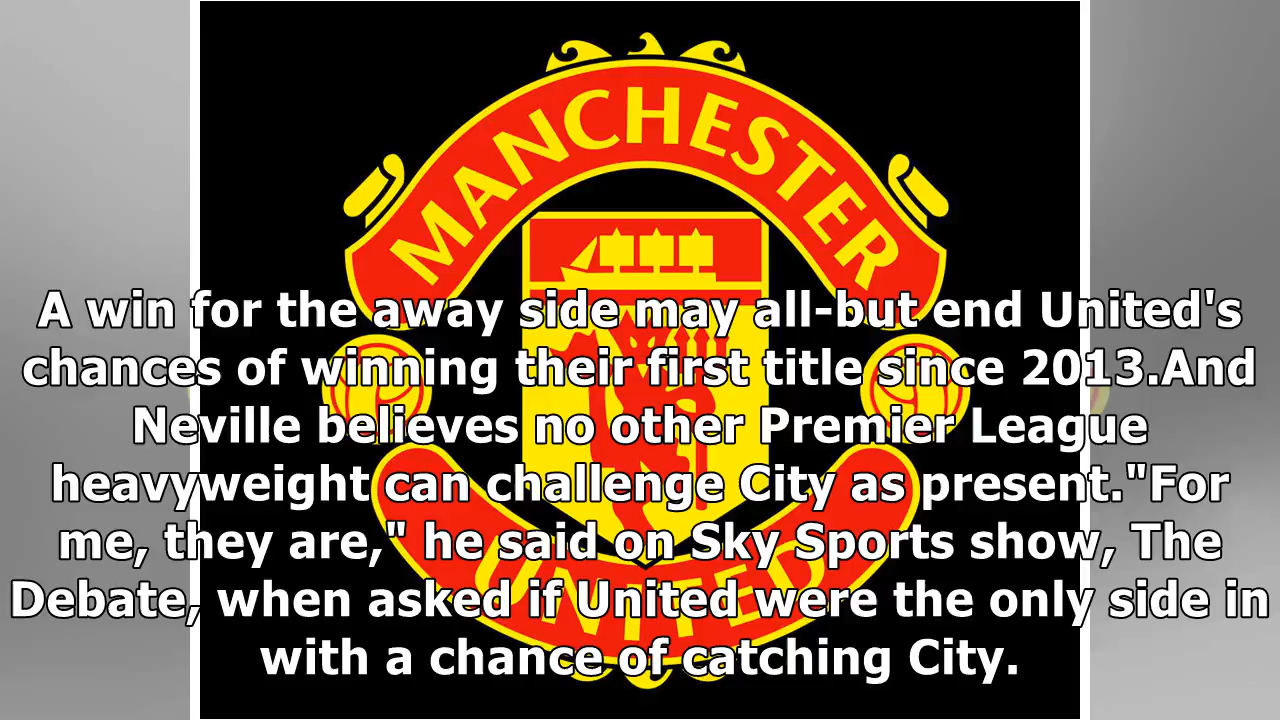 MANCHESTER
A win for the away side may all-but end United's
chances of winning their first title since 2013.And
Neville believes no other Premier League
heavyweight can challenge City as present."For
me, they are," he said on Sky Sports show, The
Debate, when asked if United were the only side in
with a chance of catching City.
UNITED